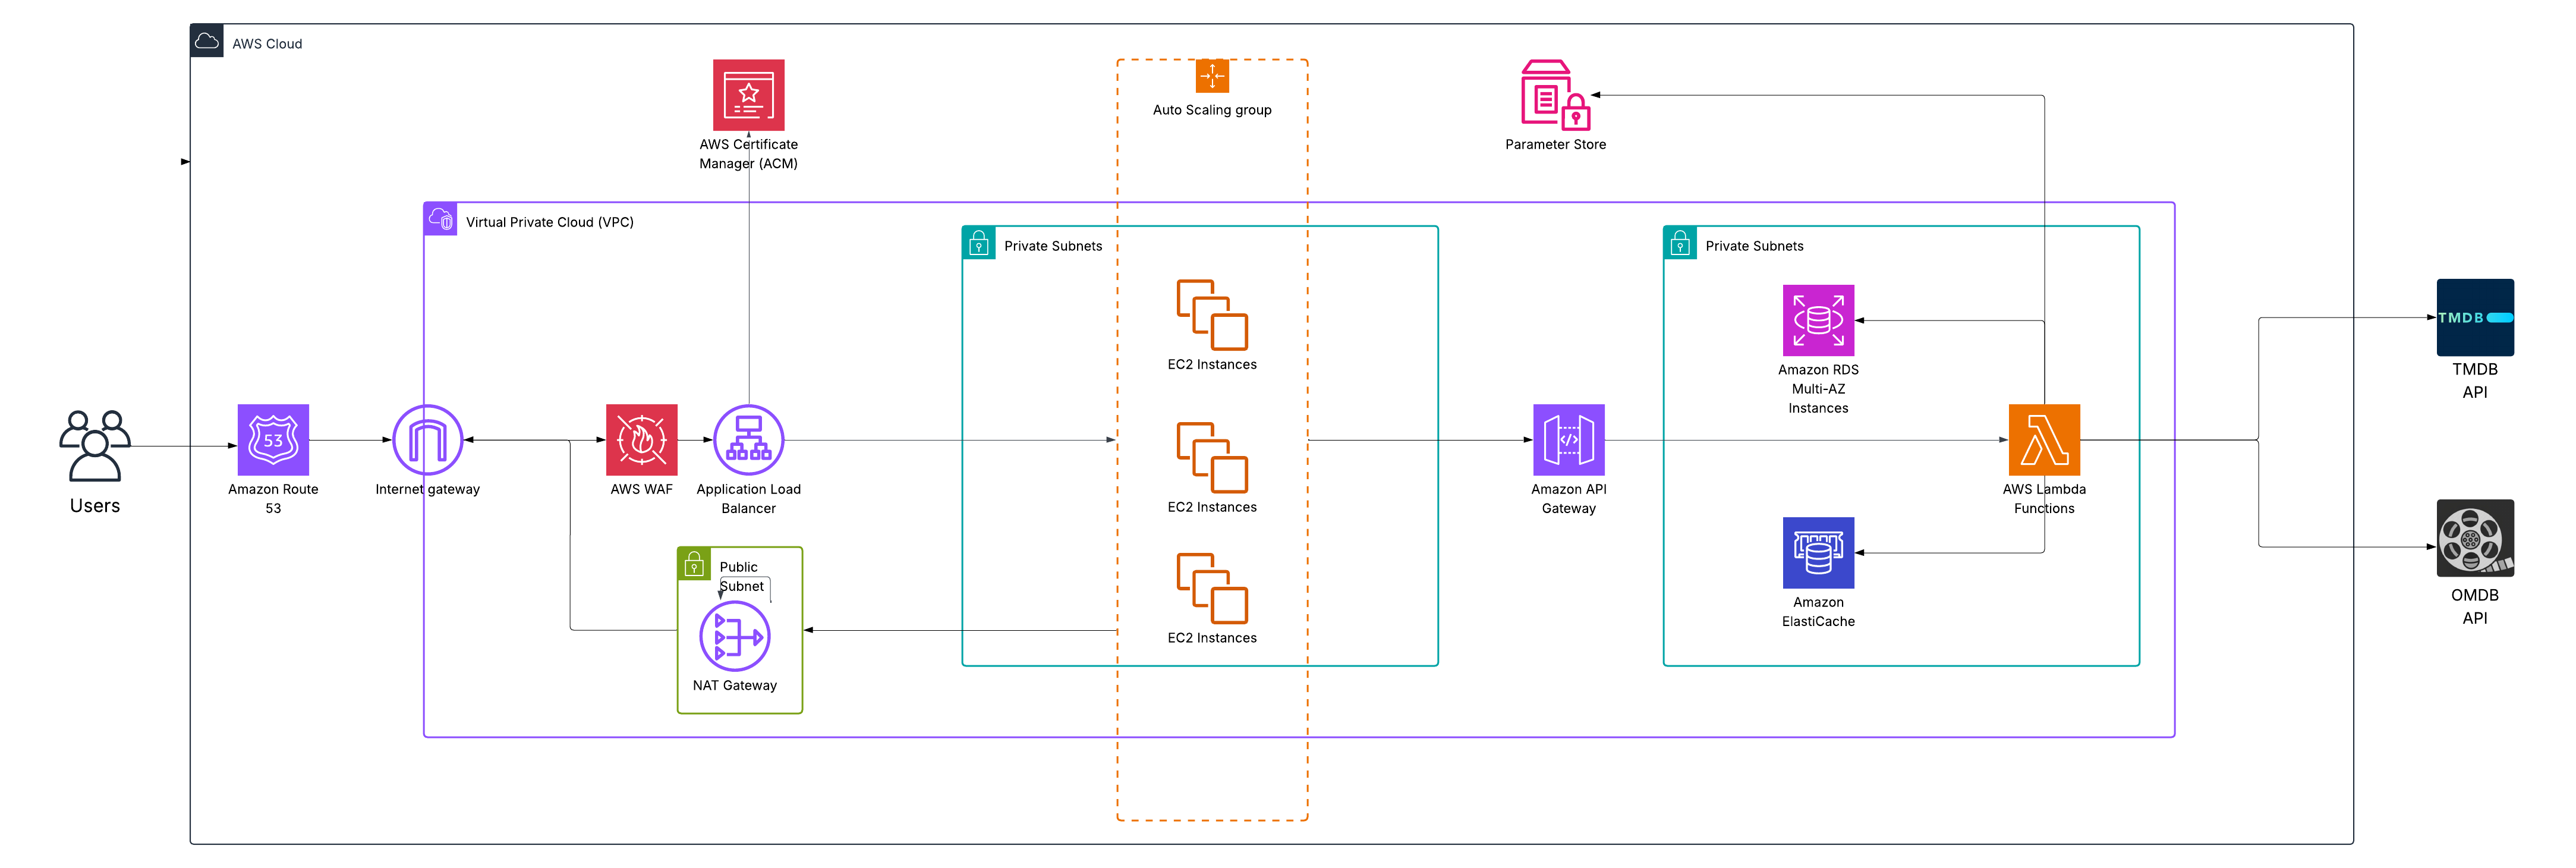 AWS Cloud
AWS Certificate
Manager (ACM)
Auto Scaling group
Parameter Store
Virtual Private Cloud (VPC)
Private Subnets
Private Subnets
EC2 Instances
Amazon RDS
Multi-AZ
Instances
TMDB
TMDB
API
Users
53
Amazon Route
53
Internet gateway
AWS WAF
Application Load
Balancer
EC2 Instances
Amazon API
Gateway
AWS Lambda
Functions
Public
Subnet
NAT Gateway
EC2 Instances
Amazon
ElastiCache
OMDB
API